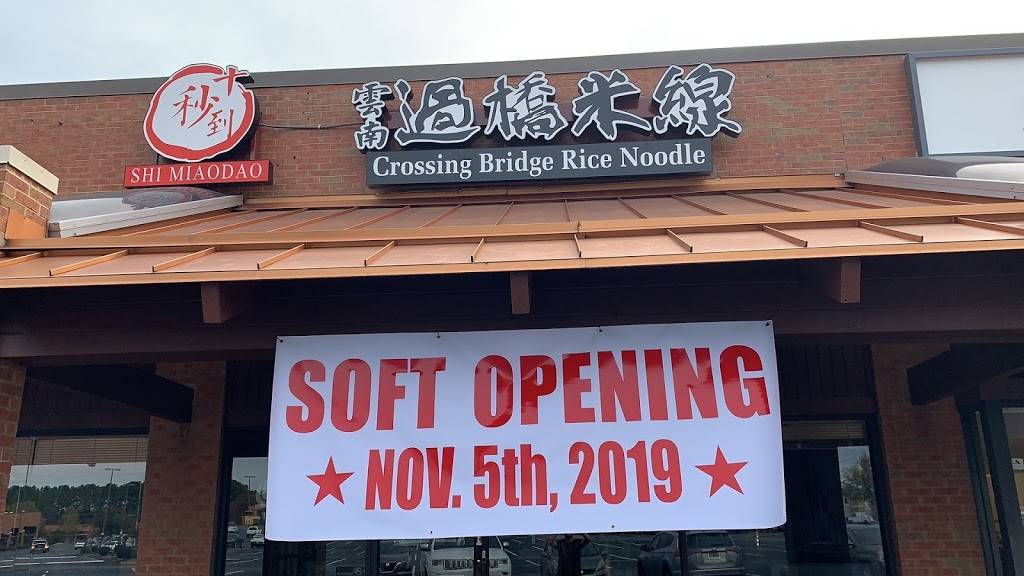 十
秒到
SHI MIAODAO
雲南
過橋米線
Crossing Bridge Rice Noodle
SOFT OPENING
★ NOV. 5th, 2019 ★